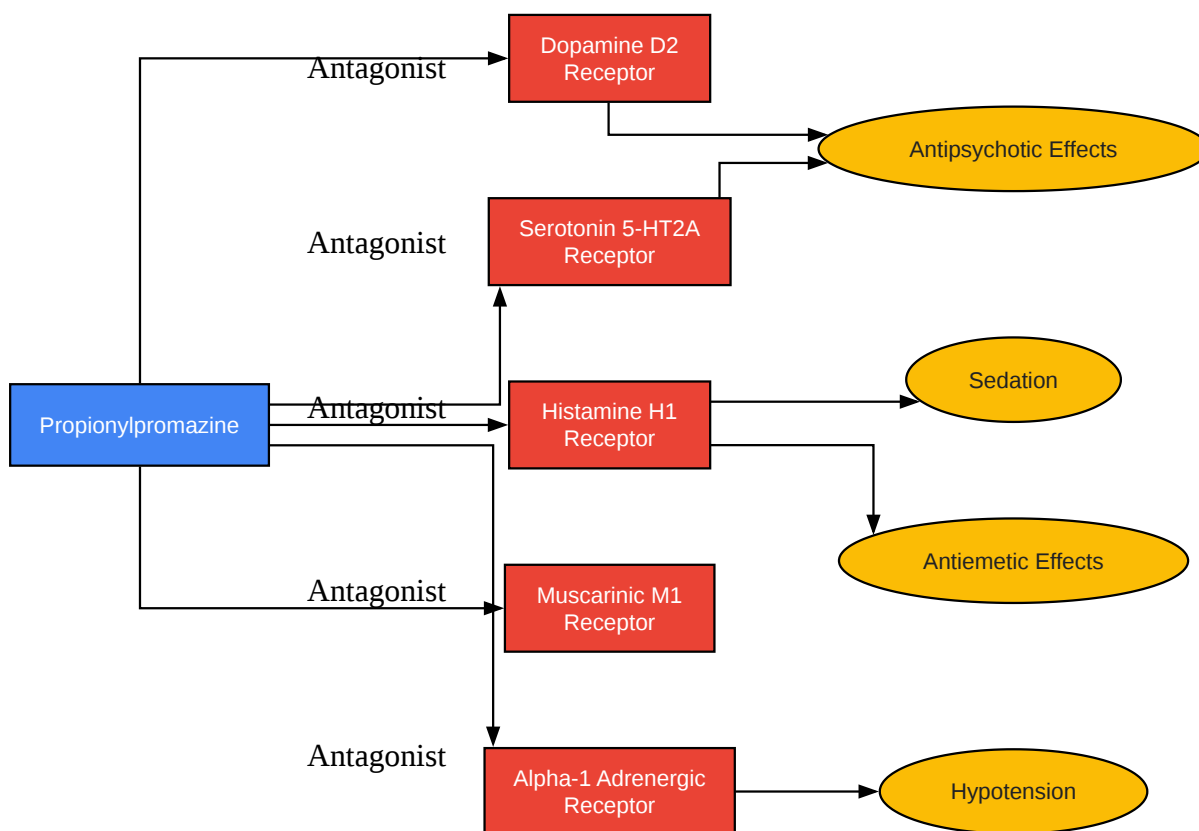 Dopamine D2
Receptor
Antagonist
Antipsychotic Effects
Serotonin 5-HT2A
Receptor
Antagonist
Sedation
Propionylpromazine
Antagonist
Histamine H1
Receptor
Antiemetic Effects
Antagonist
Muscarinic M1
Receptor
Antagonist
Alpha-1 Adrenergic
Receptor
Hypotension